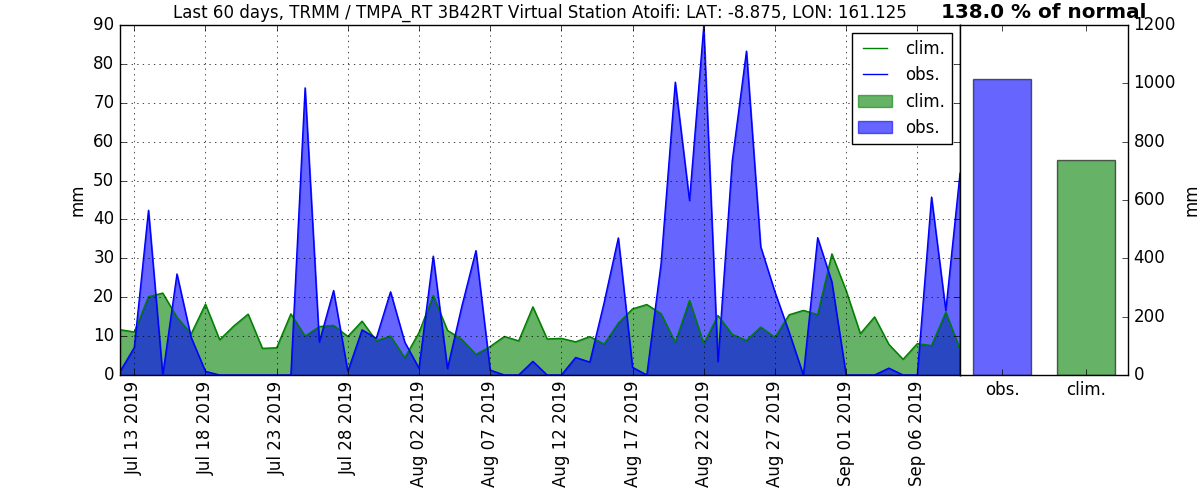 Last 60 days, TRMM / TMPA_RT 3B42RT Virtual Station Atoifi: LAT: -8.875, LON: 161.125
138.0 % of normal
90
80
70
60
50
40
30
20
10
0
mm
clim.
obs.
clim.
obs.
Jul 13 2019
Jul 18 2019
Jul 23 2019
Jul 28 2019
Aug 02 2019
Aug 07 2019
Aug 12 2019
Aug 17 2019
Aug 22 2019
Aug 27 2019
Sep 01 2019
Sep 06 2019
1200
1000
800
600
400
200
0
mm
obs.
clim.